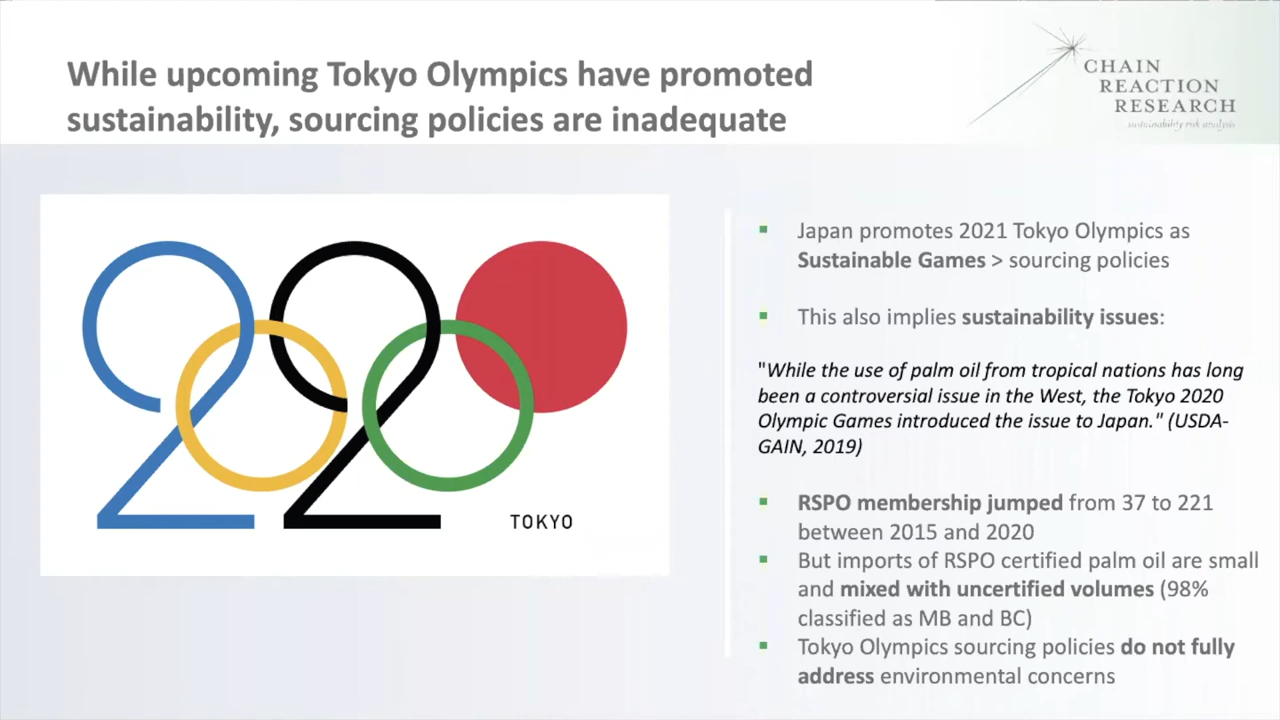 While upcoming Tokyo Olympics have promoted
sustainability, sourcing policies are inadequate
CHAIN
REACTION
RESEARCH
sustainability risk analysis
2020
TOKYO
▪ Japan promotes 2021 Tokyo Olympics as
Sustainable Games > sourcing policies
▪ This also implies sustainability issues:
"While the use of palm oil from tropical nations has long
been a controversial issue in the West, the Tokyo 2020
Olympic Games introduced the issue to Japan." (USDA-
GAIN, 2019)
▪ RSPO membership jumped from 37 to 221
between 2015 and 2020
▪ But imports of RSPO certified palm oil are small
and mixed with uncertified volumes (98%
classified as MB and BC)
▪ Tokyo Olympics sourcing policies do not fully
address environmental concerns